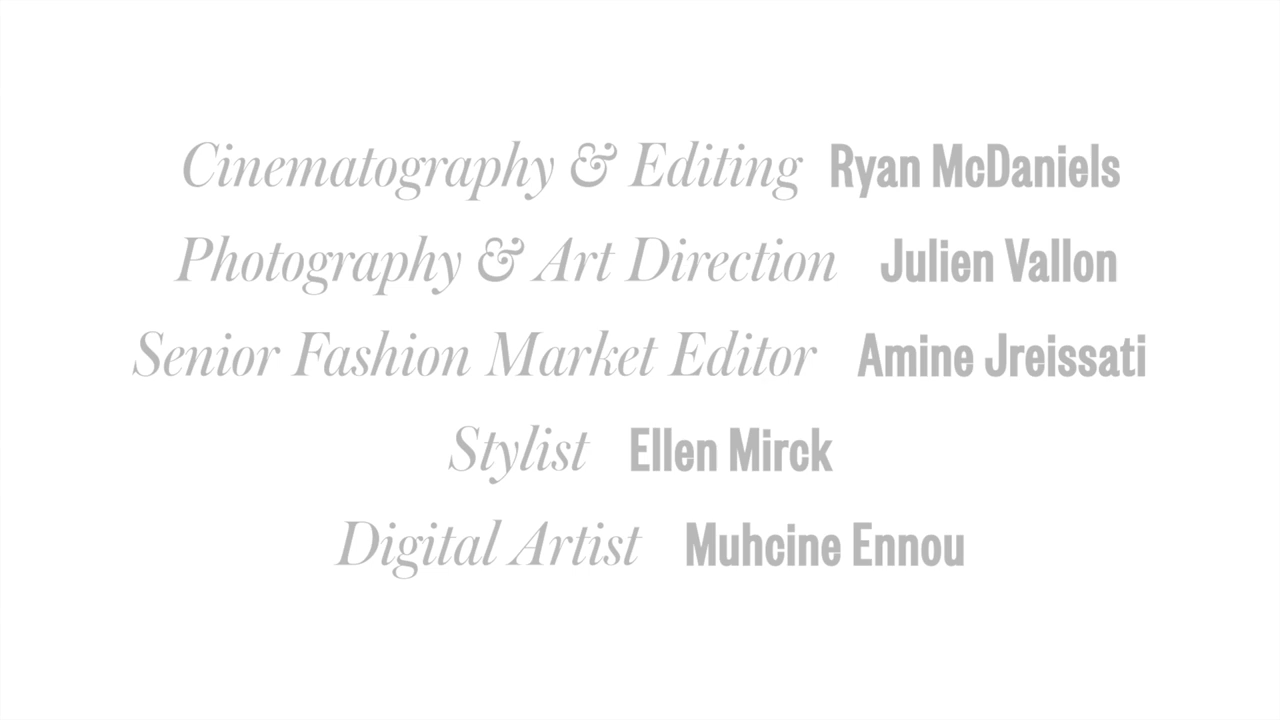 Cinematography & Editing Ryan McDaniels
Photography & Art Direction Julien Vallon
Senior Fashion Market Editor Amine Jreissati
Stylist Ellen Mirck
Digital Artist Muhcine Ennou